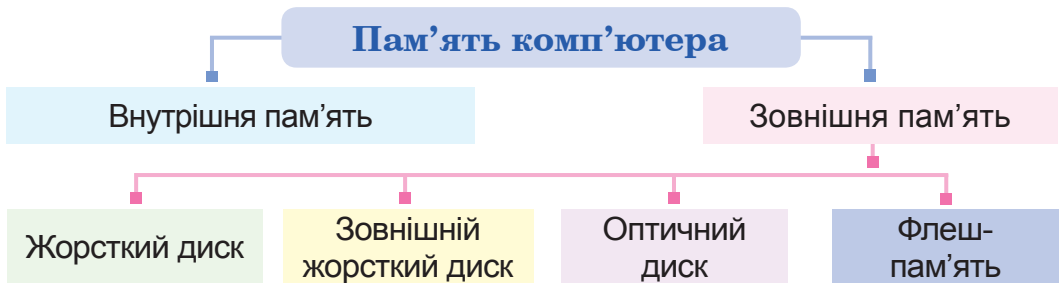 Пам’ять комп’ютера
Внутрішня пам’ять
Зовнішня пам’ять
Жорсткий диск
Зовнішній
жорсткий диск
Оптичний
диск
Флеш-
пам’ять